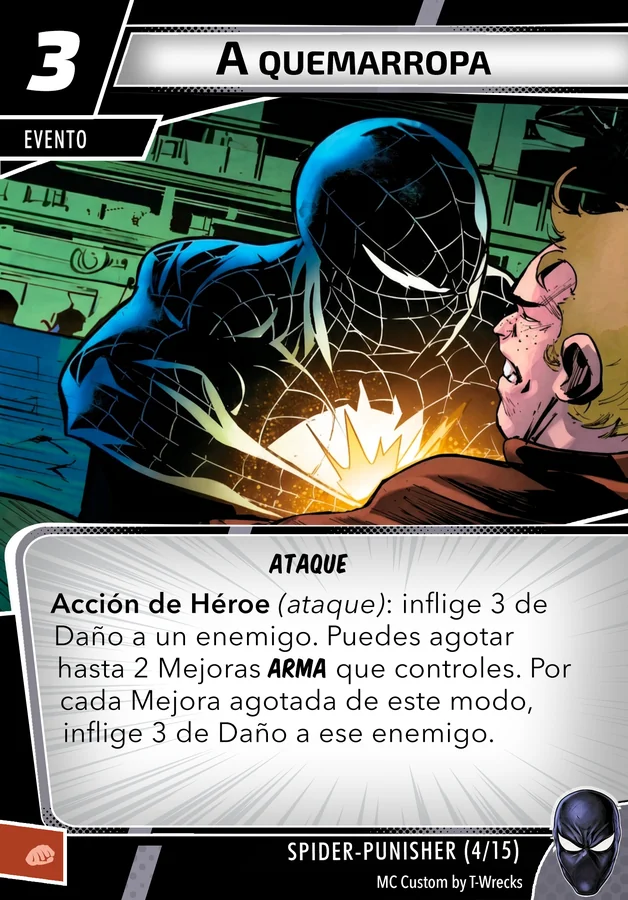 3
A QUEMARROPA
EVENTO
ATAQUE
Acción de Héroe (ataque): inflige 3 de
Daño a un enemigo. Puedes agotar
hasta 2 Mejoras ARMA que controles. Por
cada Mejora agotada de este modo,
inflige 3 de Daño a ese enemigo.
SPIDER-PUNISHER (4/15)
MC Custom by T-Wrecks